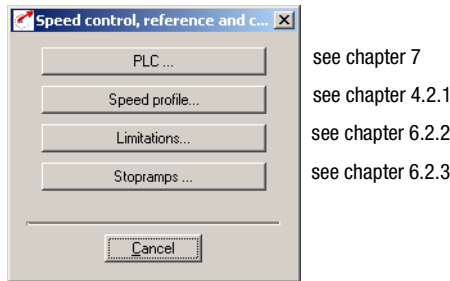 Speed control, reference and c...
PLC ... see chapter 7
Speed profile... see chapter 4.2.1
Limitations... see chapter 6.2.2
Stopramps ... see chapter 6.2.3
Cancel